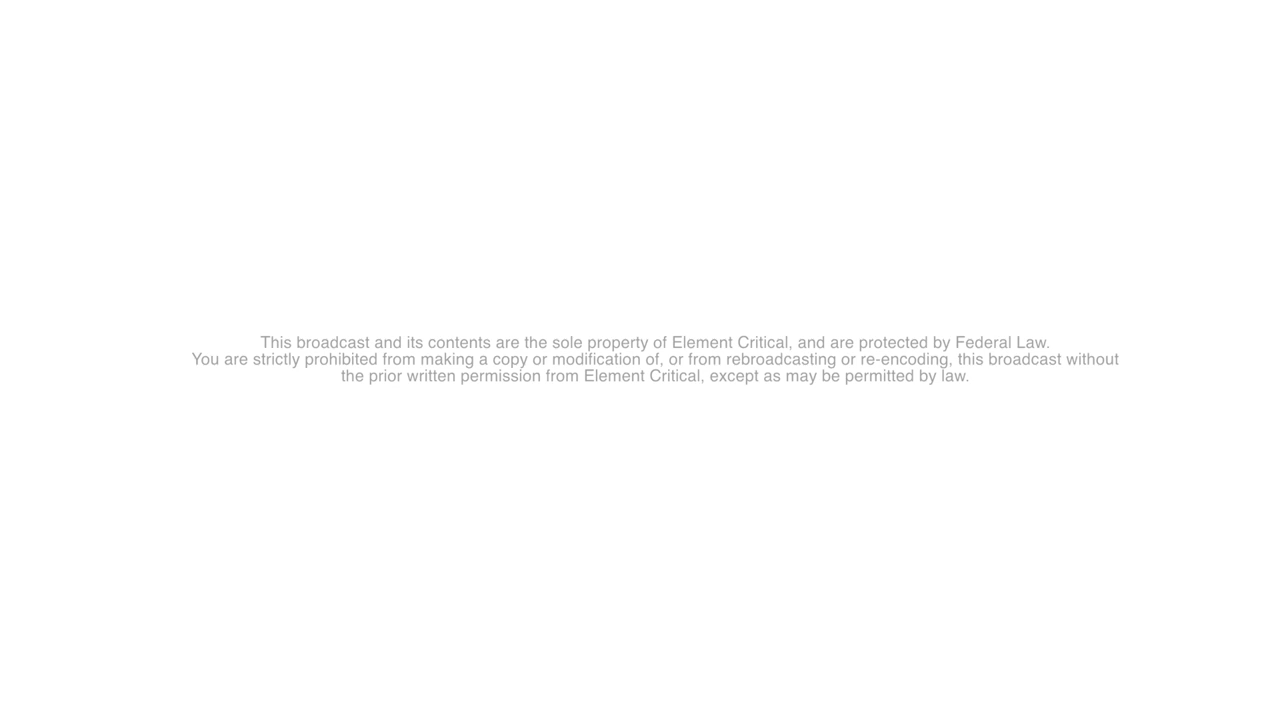 This broadcast and its contents are the sole property of Element Critical, and are protected by Federal Law.
You are strictly prohibited from making a copy or modification of, or from rebroadcasting or re-encoding, this broadcast without
the prior written permission from Element Critical, except as may be permitted by law.